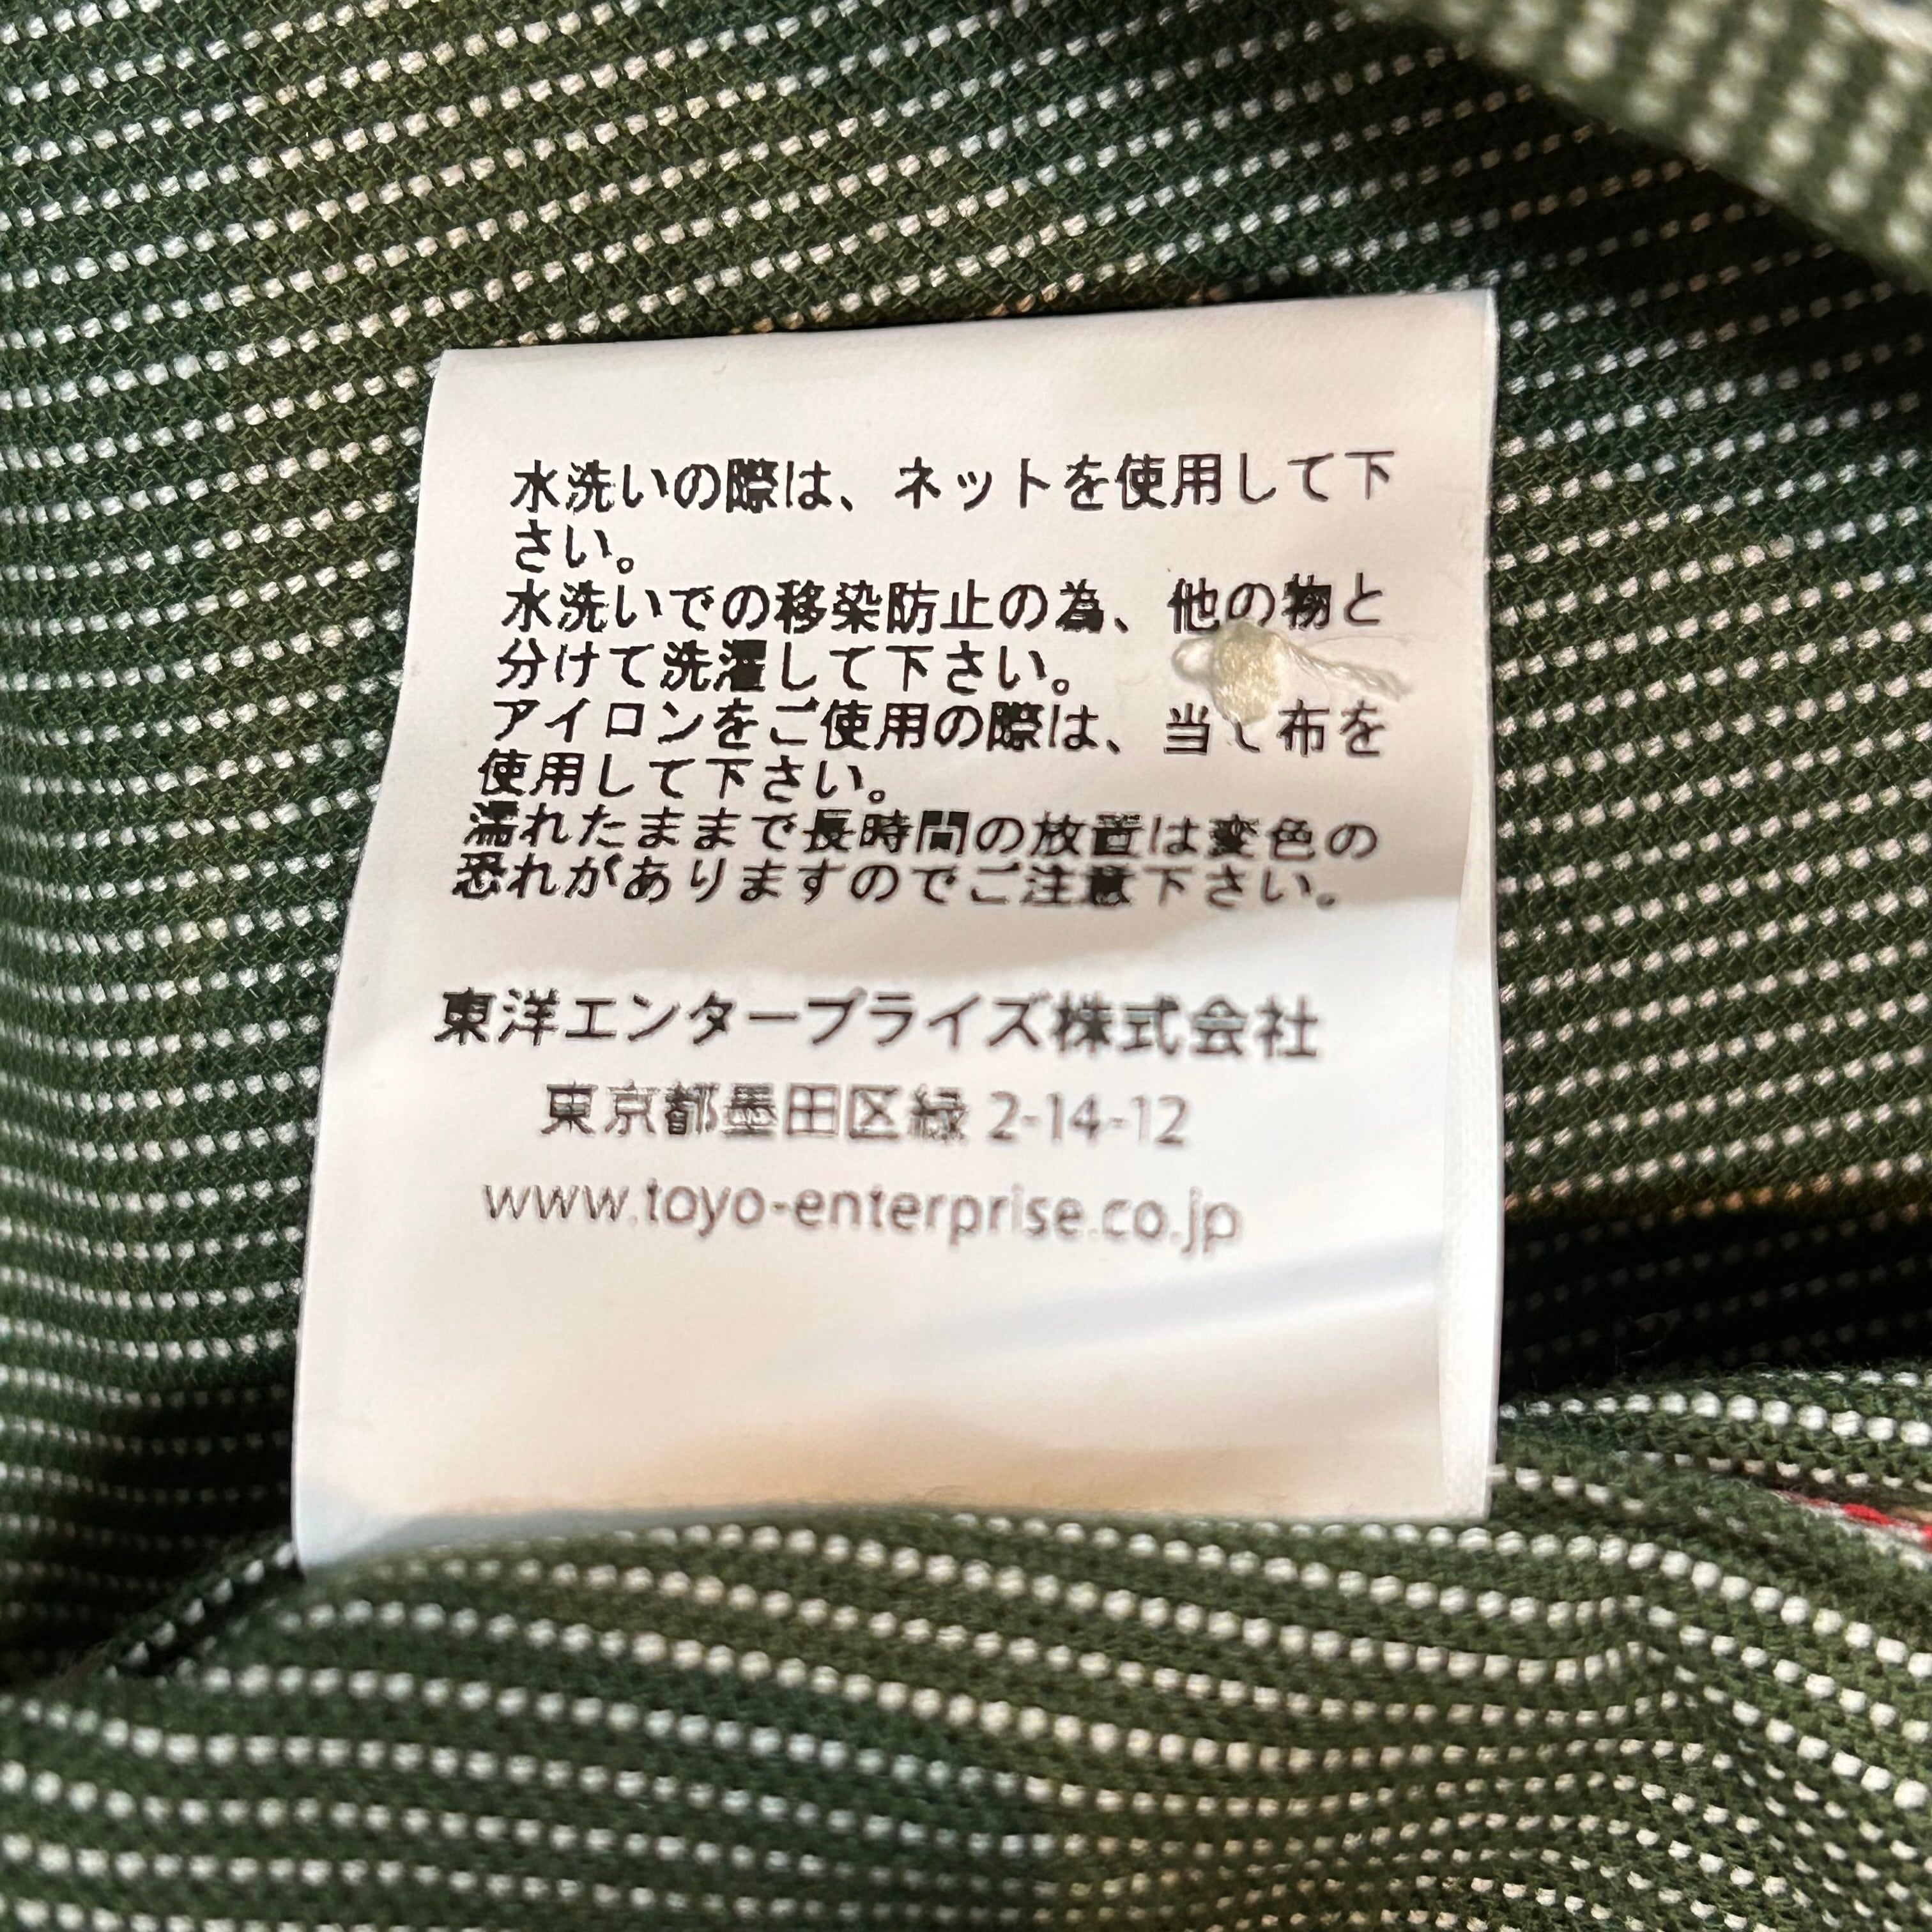 水洗いの際は、ネットを使用して下
さい。
水洗いでの移染防止の為、他の物と
分けて洗濯して下さい。
アイロンをご使用の際は、当て布を
使用して下さい。
濡れたままで長時間の放置は変色の
恐れがありますのでご注意下さい。
東洋エンタープライズ株式会社
東京都墨田区緑 2-14-12
www.toyo-enterprise.co.jp